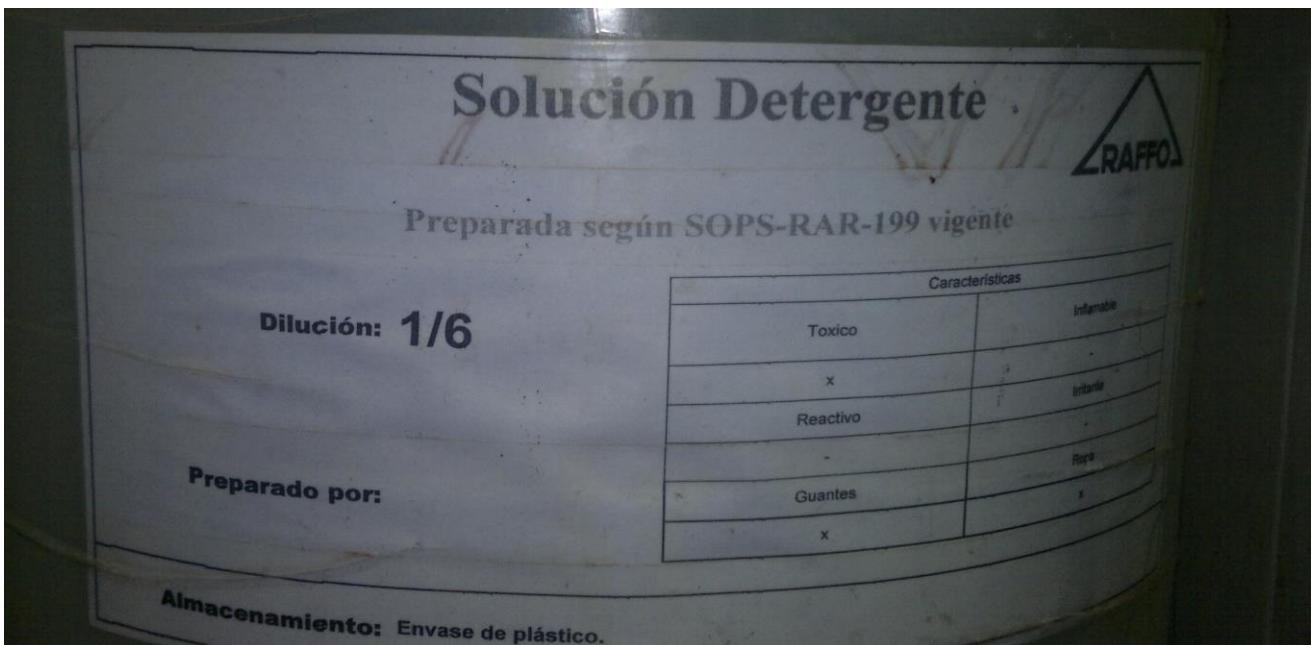 Solución Detergente
RAFFO
Preparada según SOPS-RAR-199 vigente
Dilución: 1/6
Características
Toxico Inflamable
x -
Reactivo Irritante
- -
Guantes Ropa
x x
Preparado por:
Almacenamiento: Envase de plástico.